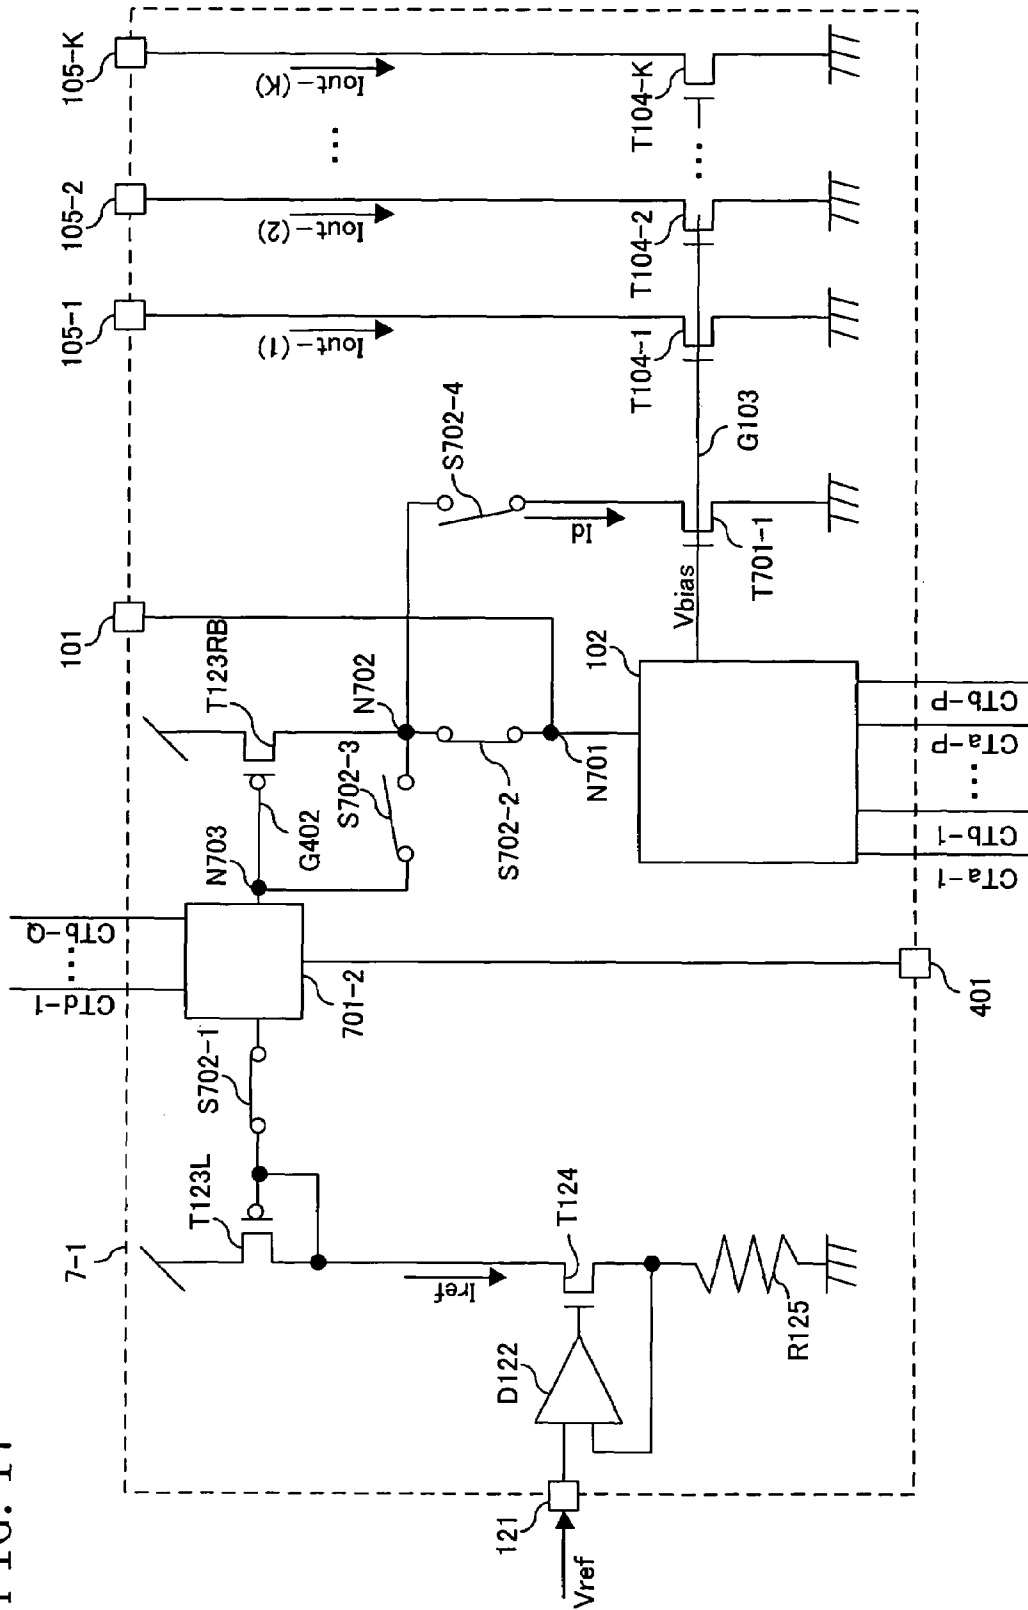 FIG. 17
7-1
101
105-1
105-2
105-K
CTd-1
...
CTb-Q
T123L
S702-1
701-2
N703
G402
T123RB
S702-3
N702
S702-2
N701
S702-4
Id
Iout-(1)
Iout-(2)
...
Iout-(K)
Iref
D122
T124
R125
121
Vref
401
102
Vbias
T701-1
G103
T104-1
T104-2
...
T104-K
CTa-1
CTb-1
...
CTa-P
CTb-P